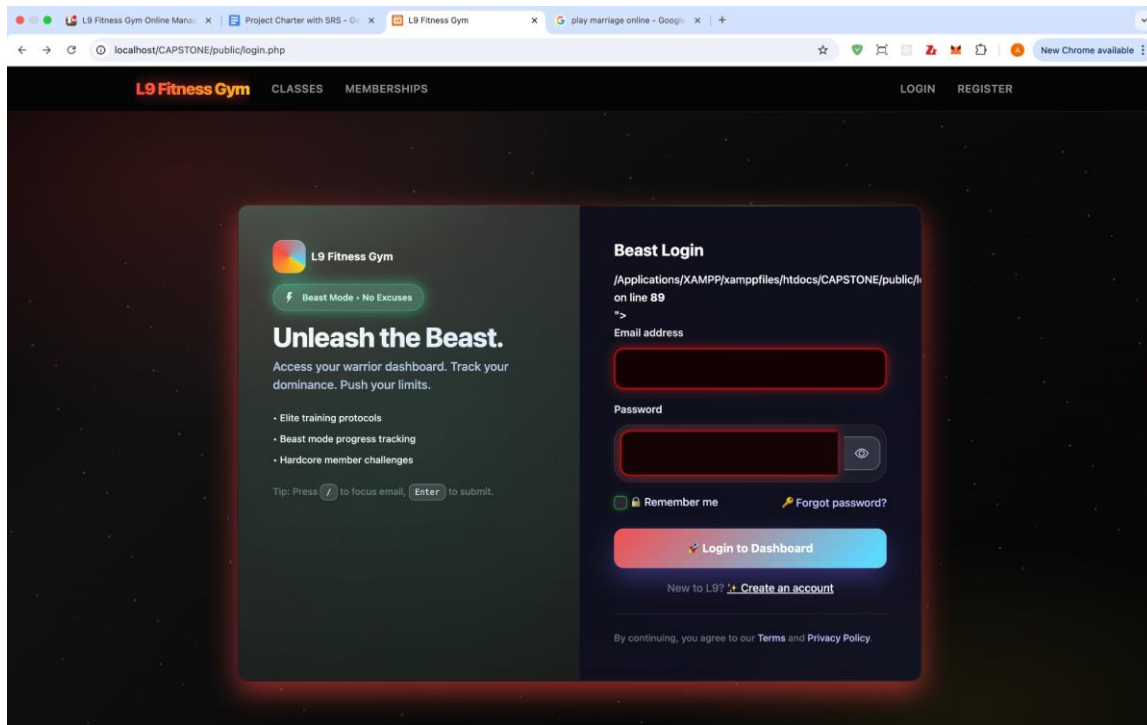 L9 Fitness Gym Online Mana
Project Charter with SRS - Go
L9 Fitness Gym
play marriage online - Google
localhost/CAPSTONE/public/login.php
New Chrome available
L9 Fitness Gym CLASSES MEMBERSHIPS LOGIN REGISTER
L9 Fitness Gym
Beast Mode • No Excuses
Unleash the Beast.
Access your warrior dashboard. Track your
dominance. Push your limits.
• Elite training protocols
• Beast mode progress tracking
• Hardcore member challenges
Tip: Press / to focus email, Enter to submit.
Beast Login
/Applications/XAMPP/xamppfiles/htdocs/CAPSTONE/public/l
on line 89
">
Email address
Password
Remember me
Forgot password?
Login to Dashboard
New to L9? Create an account
By continuing, you agree to our Terms and Privacy Policy.